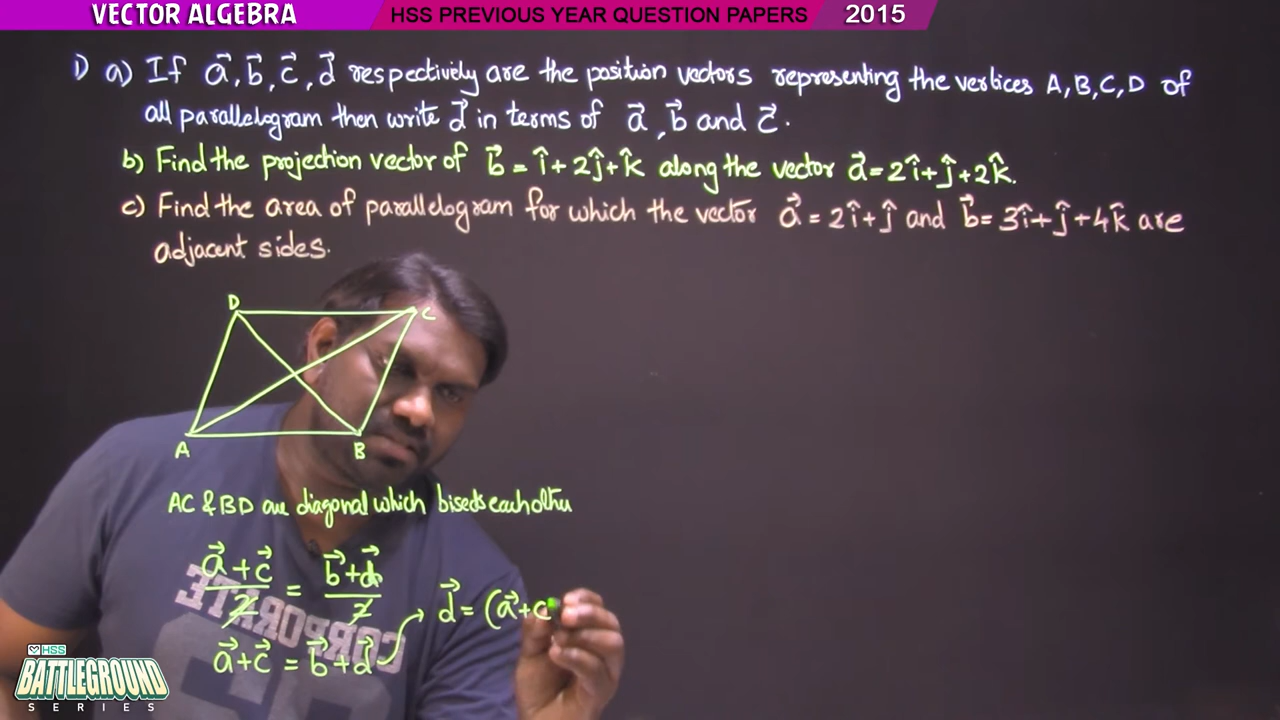 VECTOR ALGEBRA
HSS PREVIOUS YEAR QUESTION PAPERS
2015
1) a) If a⃗, b⃗, c⃗, d⃗ respectively are the position vectors representing the vertices A, B, C, D of
all parallelogram then write d⃗ in terms of a⃗, b⃗ and c⃗.
b) Find the projection vector of b⃗ = î + 2ĵ + k̂ along the vector a⃗ = 2î + ĵ + 2k̂.
c) Find the area of parallelogram for which the vector a⃗ = 2î + ĵ and b⃗ = 3î + ĵ + 4k̂ are
adjacent sides.
D
C
A
B
AC & BD are diagonal which bisects each other
(a⃗ + c⃗)/2 = (b⃗ + d⃗)/2
a⃗ + c⃗ = b⃗ + d⃗
d⃗ = (a⃗ + c
CORPORATE
HSS
BATTLEGROUND
SERIES